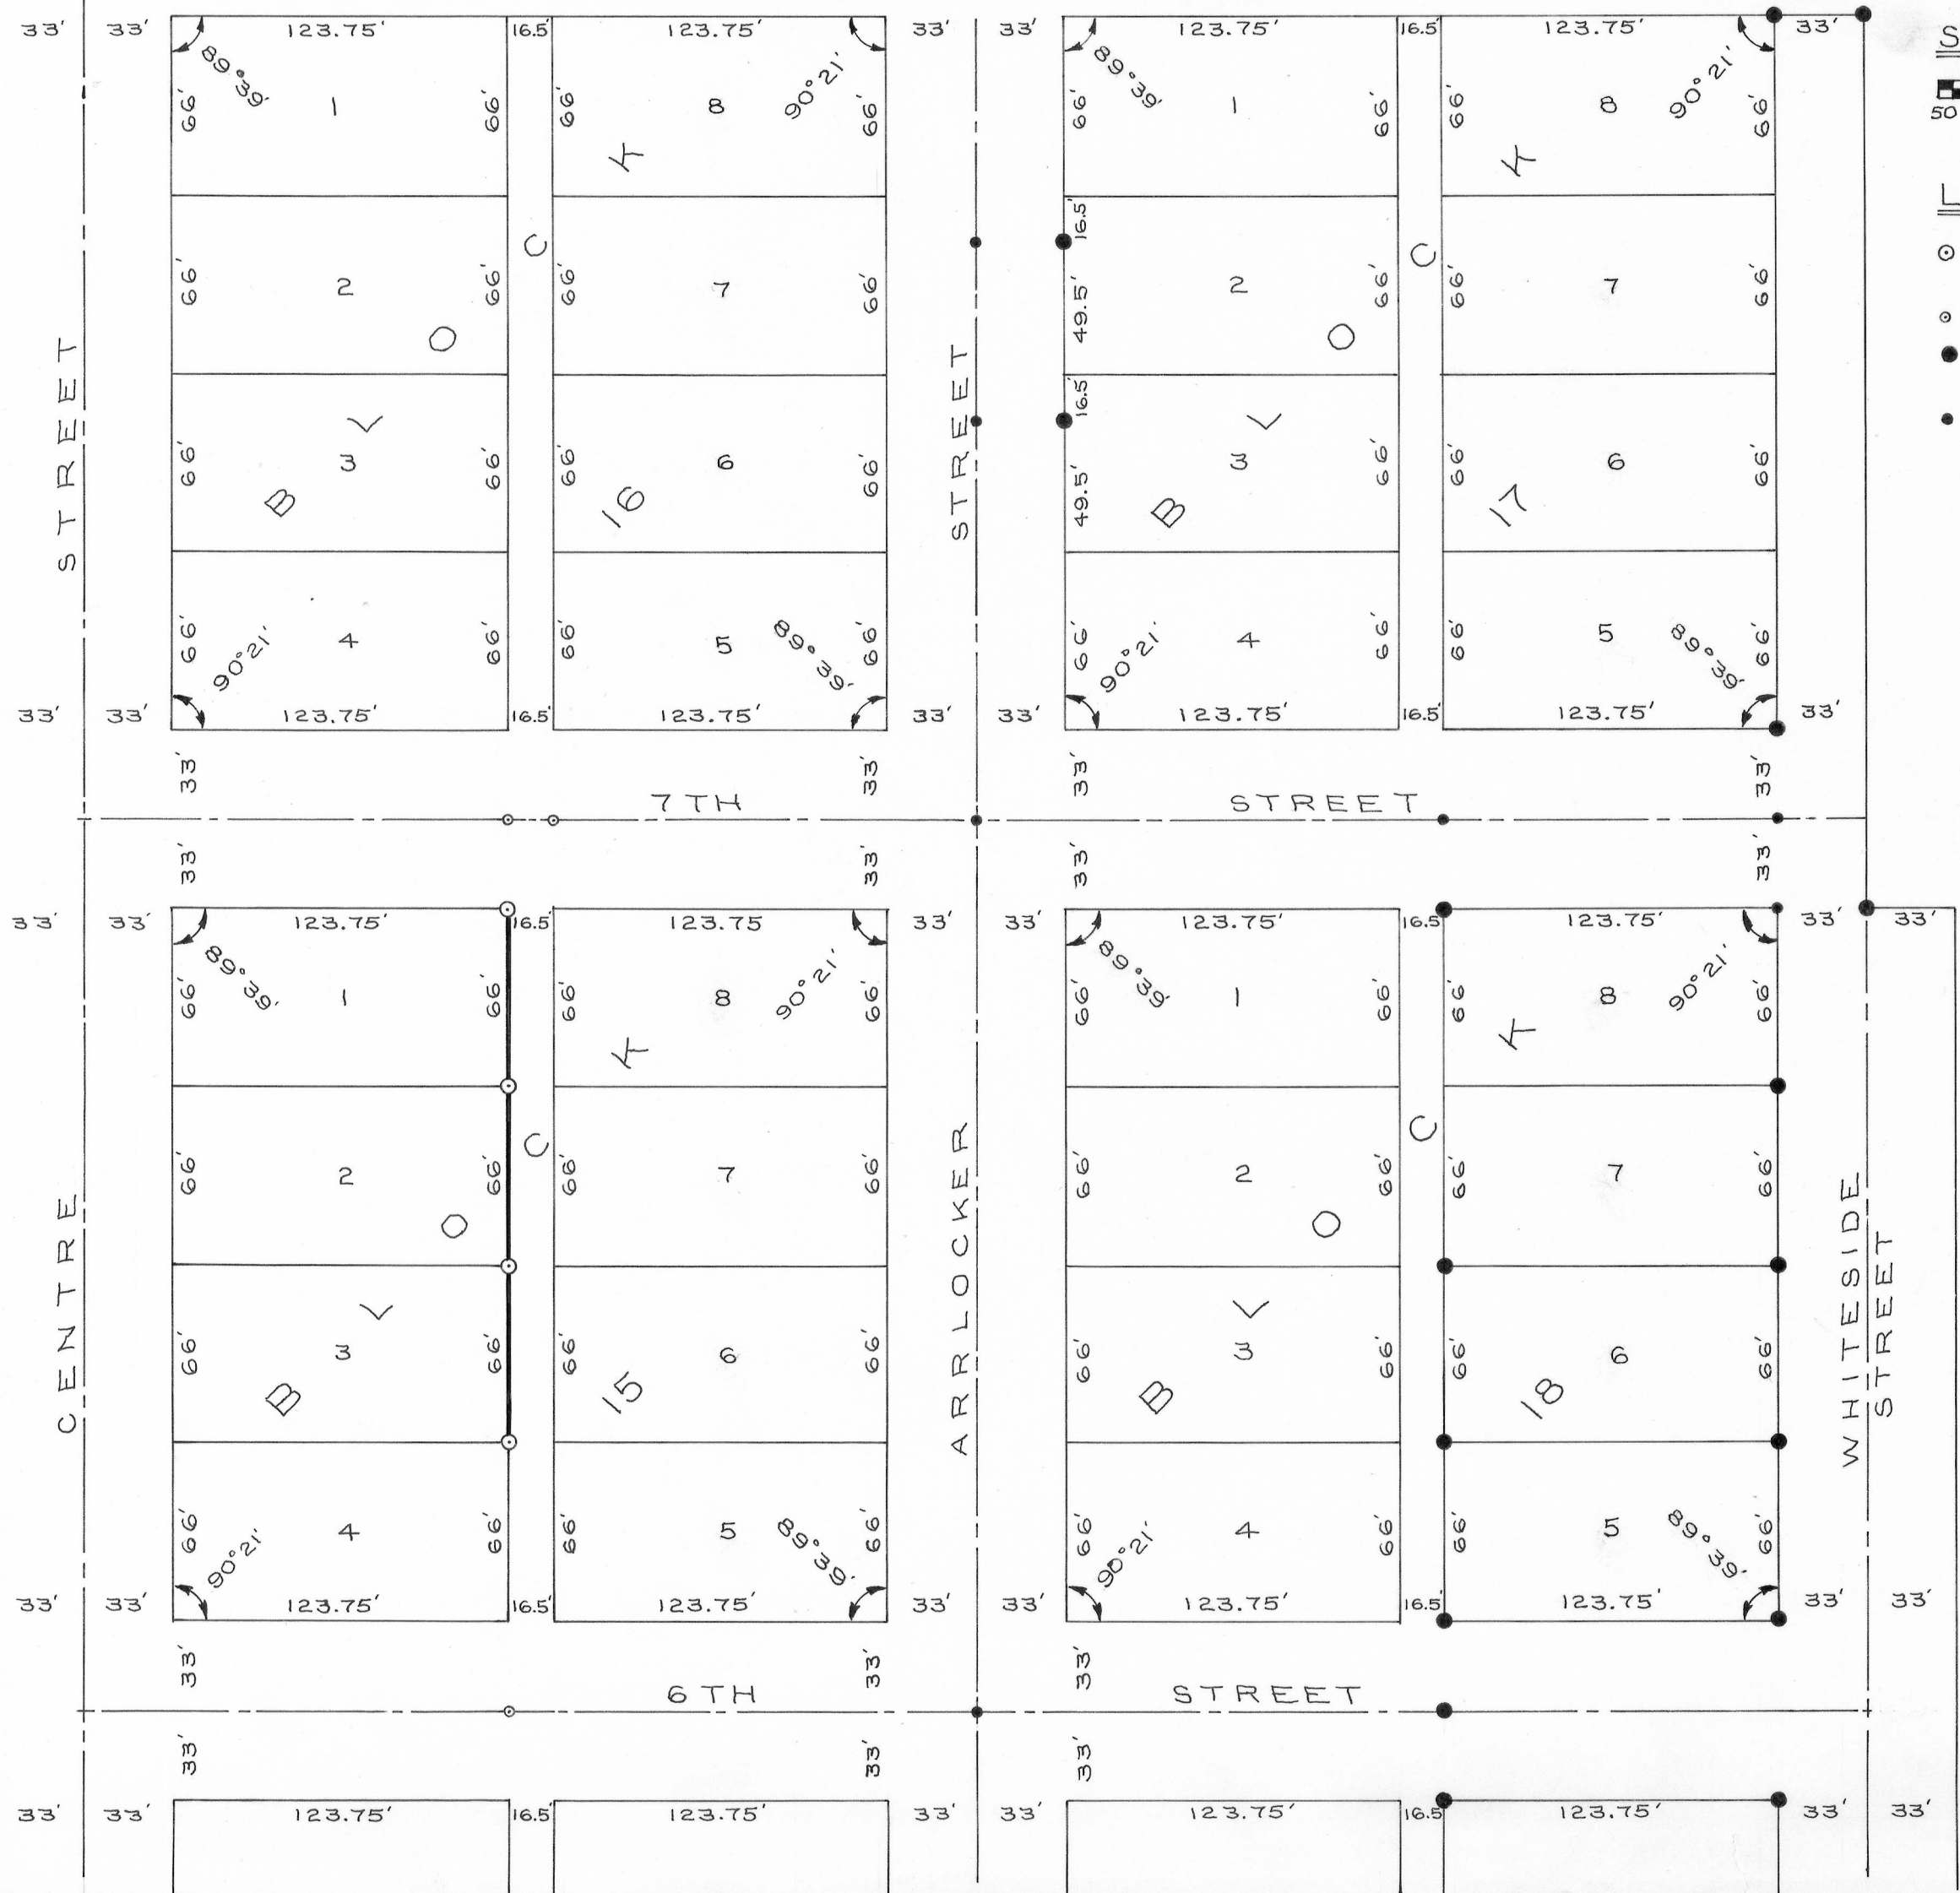 33' 33' 123.75' 16.5' 123.75' 33' 33' 123.75' 16.5' 123.75' 33'
S
89°39' 90°21' 89°39' 90°21'
66' 1 66' 66' 8 66' 66' 1 66' 66' 8 66'
50
K K
L
16.5'
C C
66' 2 66' 66' 7 66' 49.5' 2 66' 66' 7 66'
O O
STREET STREET
16.5'
L L
66' 3 66' 66' 6 66' 49.5' 3 66' 66' 6 66'
B 16 B 17
66' 4 66' 66' 5 66' 66' 4 66' 66' 5 66'
90°21' 89°39' 90°21' 89°39'
33' 33' 123.75' 16.5' 123.75' 33' 33' 123.75' 16.5' 123.75' 33'
33' 33' 33' 33'
7TH STREET
33' 33' 33' 33'
33' 33' 123.75' 16.5' 123.75 33' 33' 123.75' 16.5' 123.75' 33' 33'
89°39' 90°21' 89°39' 90°21'
66' 1 66' 66' 8 66' 66' 1 66' 66' 8 66'
K K
C C
66' 2 66' 66' 7 66' 66' 2 66' 66' 7 66'
O O
CENTRE ARRLOCKER WHITESIDE STREET
L L
66' 3 66' 66' 6 66' 66' 3 66' 66' 6 66'
B 15 B 18
66' 4 66' 66' 5 66' 66' 4 66' 66' 5 66'
90°21' 89°39' 90°21' 89°39'
33' 33' 123.75' 16.5' 123.75' 33' 33' 123.75' 16.5' 123.75' 33' 33'
33' 33' 33'
6TH STREET
33' 33' 33'
33' 33' 123.75' 16.5' 123.75' 33' 33' 123.75' 16.5' 123.75' 33' 33'